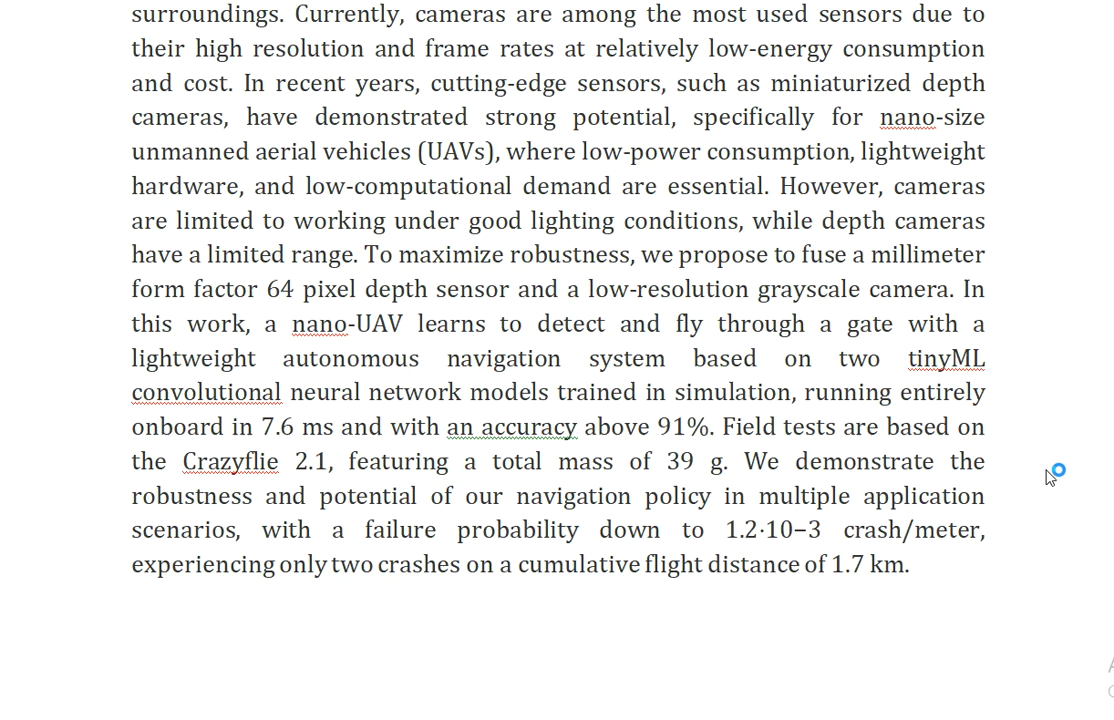 surroundings. Currently, cameras are among the most used sensors due to
their high resolution and frame rates at relatively low-energy consumption
and cost. In recent years, cutting-edge sensors, such as miniaturized depth
cameras, have demonstrated strong potential, specifically for nano-size
unmanned aerial vehicles (UAVs), where low-power consumption, lightweight
hardware, and low-computational demand are essential. However, cameras
are limited to working under good lighting conditions, while depth cameras
have a limited range. To maximize robustness, we propose to fuse a millimeter
form factor 64 pixel depth sensor and a low-resolution grayscale camera. In
this work, a nano-UAV learns to detect and fly through a gate with a
lightweight autonomous navigation system based on two tinyML
convolutional neural network models trained in simulation, running entirely
onboard in 7.6 ms and with an accuracy above 91%. Field tests are based on
the Crazyflie 2.1, featuring a total mass of 39 g. We demonstrate the
robustness and potential of our navigation policy in multiple application
scenarios, with a failure probability down to 1.2·10−3 crash/meter,
experiencing only two crashes on a cumulative flight distance of 1.7 km.